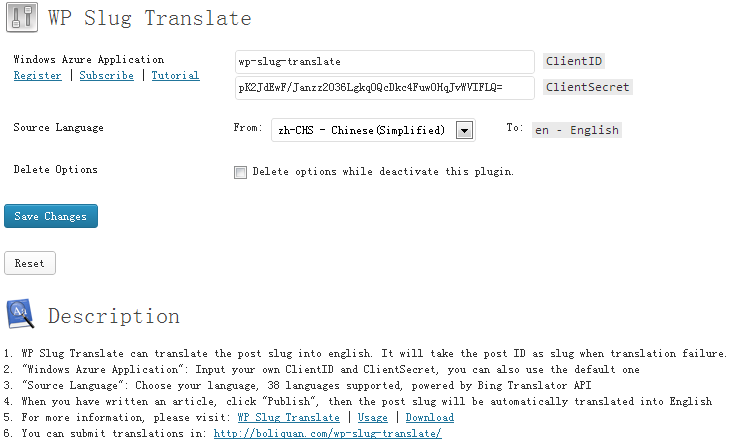 WP Slug Translate
Windows Azure Application
wp-slug-translate ClientID
Register | Subscribe | Tutorial
pK2JdEwF/Janzz2O36LgkqOQcDkc4FuwOHqJvWVIFLQ= ClientSecret
Source Language From: zh-CHS - Chinese(Simplified) To: en - English
Delete Options Delete options while deactivate this plugin.
Save Changes
Reset
Description
1. WP Slug Translate can translate the post slug into english. It will take the post ID as slug when translation failure.
2. "Windows Azure Application": Input your own ClientID and ClientSecret, you can also use the default one
3. "Source Language": Choose your language, 38 languages supported, powered by Bing Translator API
4. When you have written an article, click "Publish", then the post slug will be automatically translated into English
5. For more information, please visit: WP Slug Translate | Usage | Download
6. You can submit translations in: http://boliquan.com/wp-slug-translate/